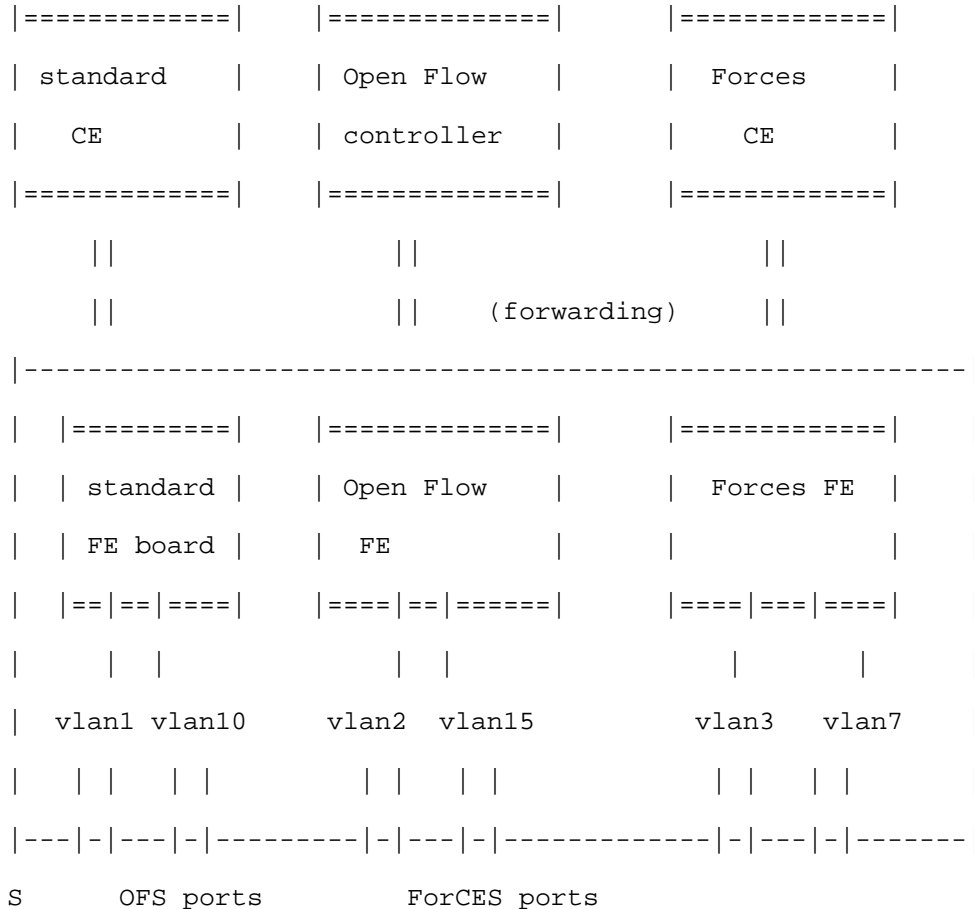 |=============| |==============| |=============|
| standard | | Open Flow | | Forces |
| CE | | controller | | CE |
|=============| |==============| |=============|
|| || ||
|| || (forwarding) ||
|-----------------------------------------------------------|
| |==========| |==============| |=============| |
| | standard | | Open Flow | | Forces FE | |
| | FE board | | FE | | | |
| |==|==|====| |====|==|======| |====|===|====| |
| | | | | | | |
| vlan1 vlan10 vlan2 vlan15 vlan3 vlan7 |
| | | | | | | | | | | | | |
|---|-|---|-|---------|-|---|-|-------------|-|---|-|-------|
S OFS ports ForCES ports